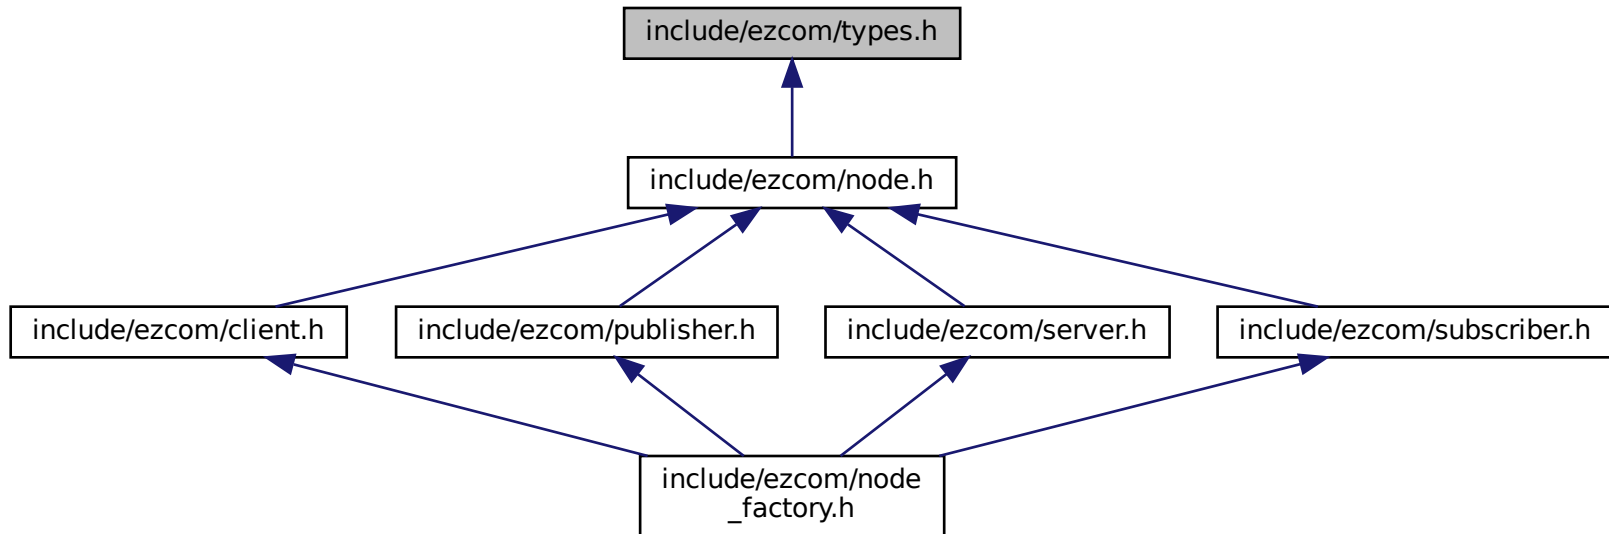 include/ezcom/types.h
include/ezcom/node.h
include/ezcom/client.h
include/ezcom/publisher.h
include/ezcom/server.h
include/ezcom/subscriber.h
include/ezcom/node
_factory.h